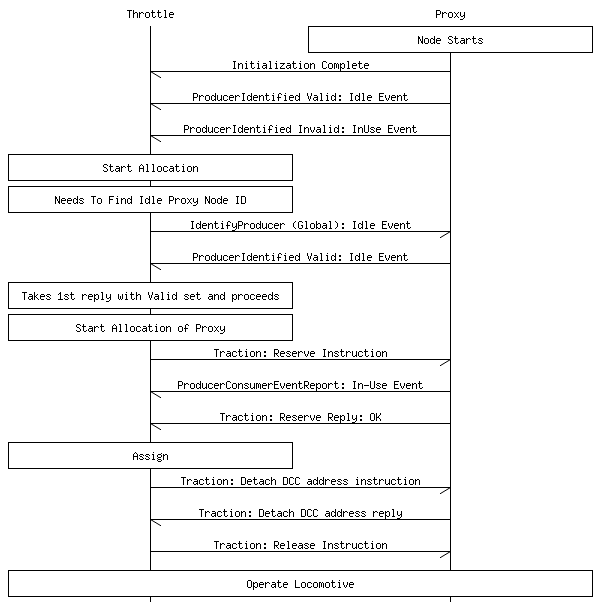 Throttle Proxy
Node Starts
Initialization Complete
ProducerIdentified Valid: Idle Event
ProducerIdentified Invalid: InUse Event
Start Allocation
Needs To Find Idle Proxy Node ID
IdentifyProducer (Global): Idle Event
ProducerIdentified Valid: Idle Event
Takes 1st reply with Valid set and proceeds
Start Allocation of Proxy
Traction: Reserve Instruction
ProducerConsumerEventReport: In-Use Event
Traction: Reserve Reply: OK
Assign
Traction: Detach DCC address instruction
Traction: Detach DCC address reply
Traction: Release Instruction
Operate Locomotive